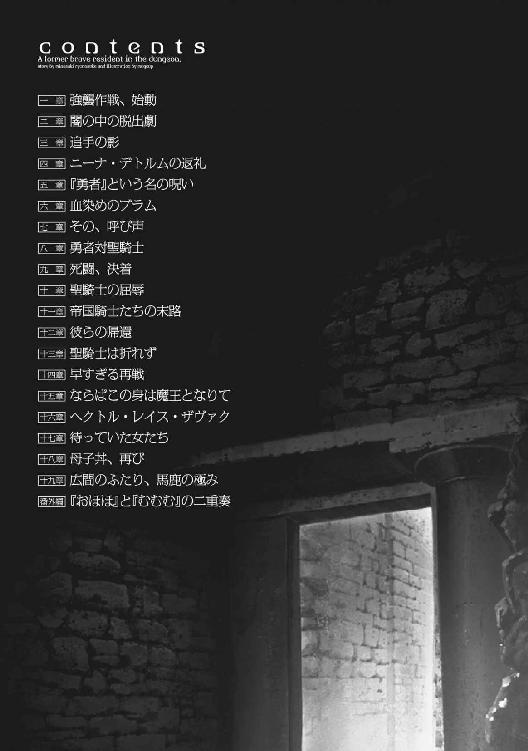 contents
A former brave resident in the dungeon.
一章 強襲作戦、始動
二章 闇の中の脱出劇
三章 追手の影
四章 ニーナ・デトルムの返礼
五章 『勇者』という名の呪い
六章 血染めのプラム
七章 その、呼び声
八章 勇者対聖騎士
九章 死闘、決着
十章 聖騎士の屈辱
十一章 帝国騎士たちの末路
十二章 彼らの帰還
十三章 聖騎士は折れず
十四章 早すぎる再戦
十五章 ならばこの身は魔王となりて
十六章 ヘクトル・レイス・ザヴァク
十七章 待っていた女たち
十八章 母子丼、再び
十九章 広間のふたり、馬鹿の極み
番外編 『おほほ』と『むむむ』の二重奏